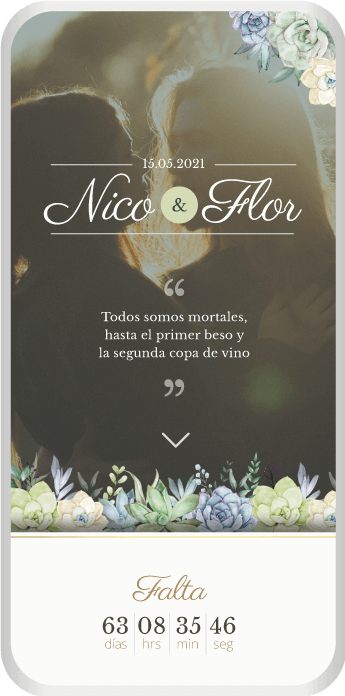 15.05.2021
Nico & Flor
“
Todos somos mortales,
hasta el primer beso y
la segunda copa de vino
”
Falta
63 08 35 46
días hrs min seg